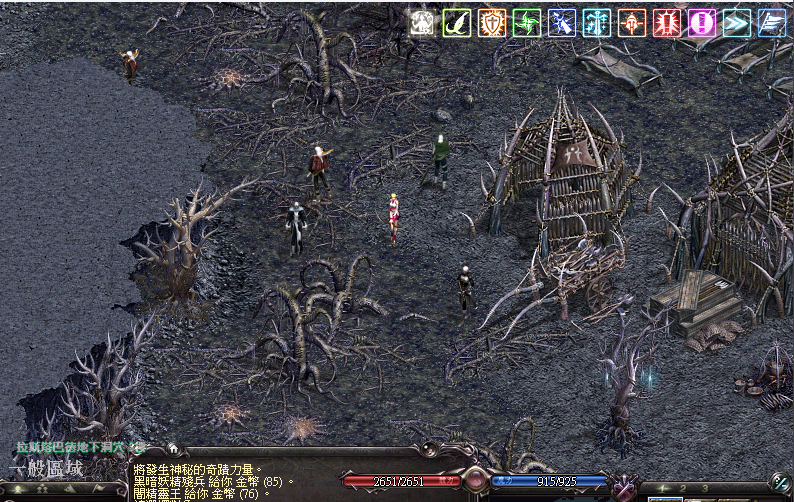 拉斯塔巴德地下洞穴
一般區域
將發生神秘的奇蹟力量。
黑暗妖精殘兵 給你 金幣 (85) 。
闇精靈王 給你 金幣 (76) 。
2651/2651
915/925
2 3